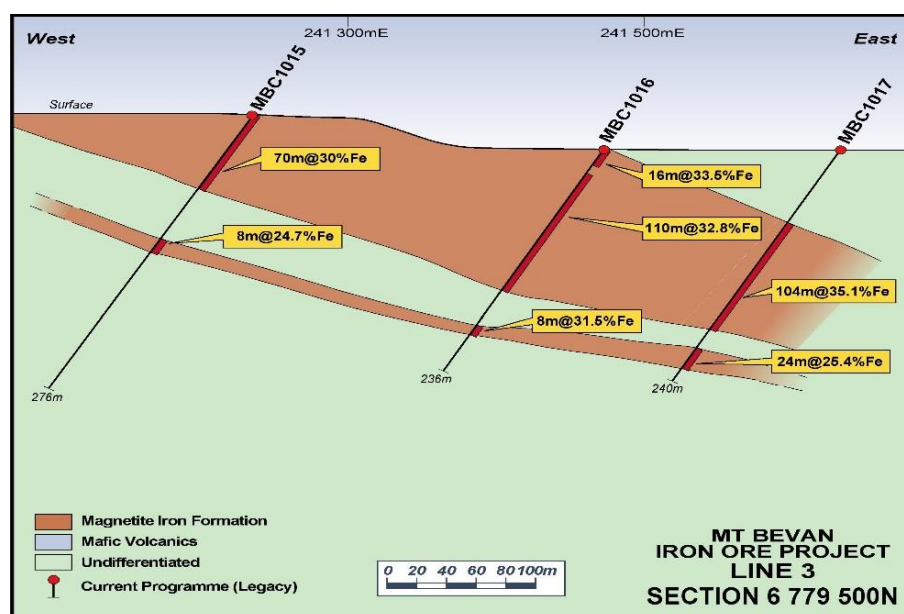 West
241 300mE
241 500mE
East
Surface
MBC1015
MBC1016
MBC1017
70m@30%Fe
16m@33.5%Fe
8m@24.7%Fe
110m@32.8%Fe
104m@35.1%Fe
8m@31.5%Fe
24m@25.4%Fe
276m
236m
240m
Magnetite Iron Formation
Mafic Volcanics
Undifferentiated
Current Programme (Legacy)
0 20 40 60 80 100m
MT BEVAN
IRON ORE PROJECT
LINE 3
SECTION 6 779 500N